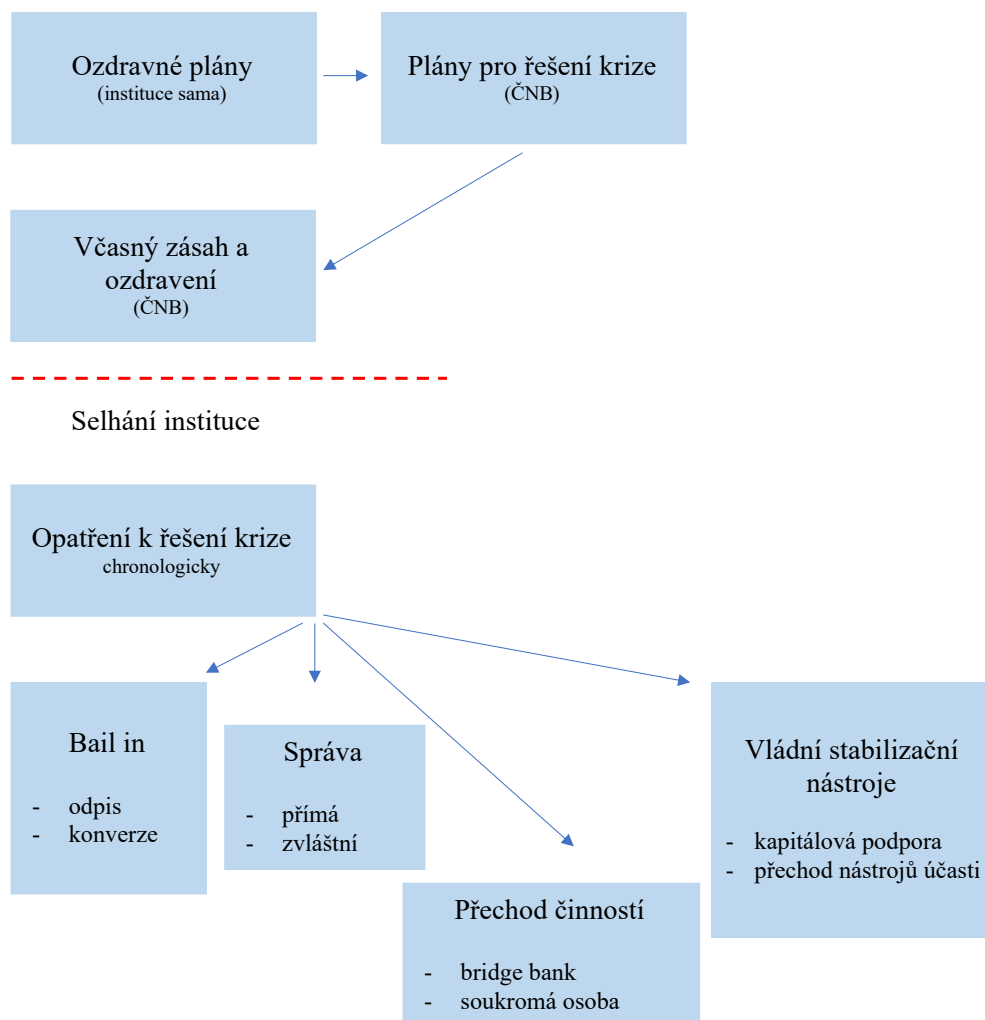 Ozdravné plány
(instituce sama)
Plány pro řešení krize
(ČNB)
Včasný zásah a
ozdravení
(ČNB)
Selhání instituce
Opatření k řešení krize
chronologicky
Bail in
- odpis
- konverze
Správa
- přímá
- zvláštní
Přechod činností
- bridge bank
- soukromá osoba
Vládní stabilizační
nástroje
- kapitálová podpora
- přechod nástrojů účasti